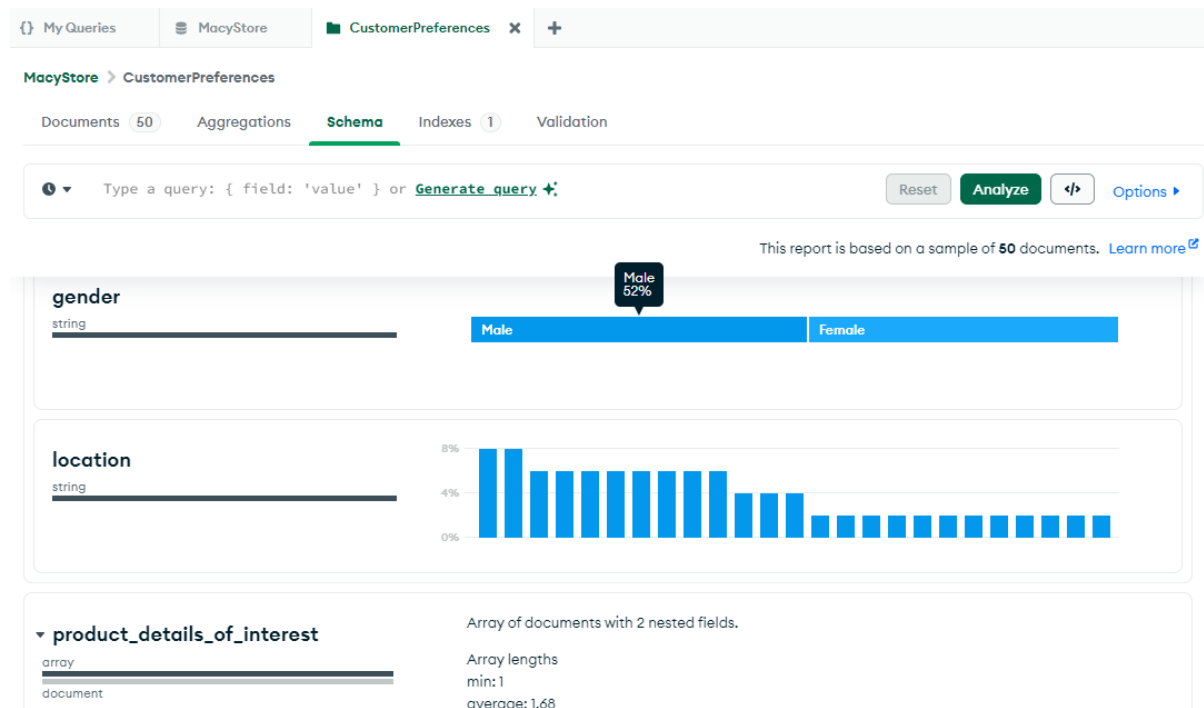 {} My Queries MacyStore CustomerPreferences
MacyStore > CustomerPreferences
Documents 50 Aggregations Schema Indexes 1 Validation
Type a query: { field: 'value' } or Generate query
Reset Analyze </> Options
This report is based on a sample of 50 documents. Learn more
Male
52%
gender
string
Male Female
location
string
8%
4%
0%
product_details_of_interest
array
document
Array of documents with 2 nested fields.
Array lengths
min: 1
average: 1.68